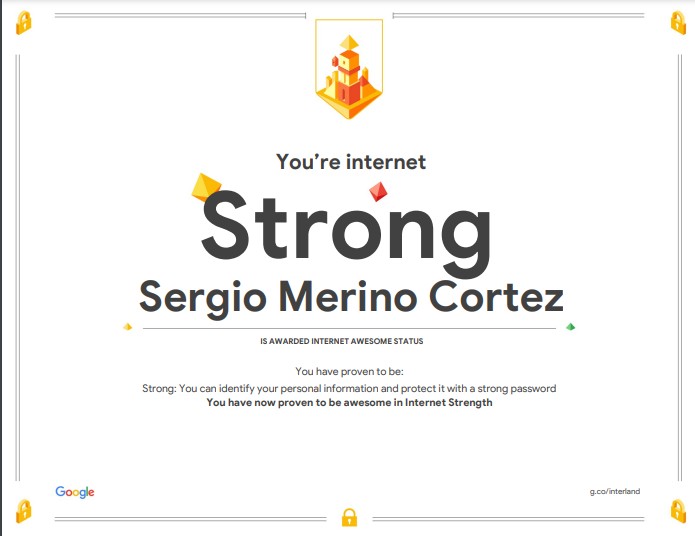 You're internet
Strong
Sergio Merino Cortez
IS AWARDED INTERNET AWESOME STATUS
You have proven to be:
Strong: You can identify your personal information and protect it with a strong password
You have now proven to be awesome in Internet Strength
Google
g.co/interland